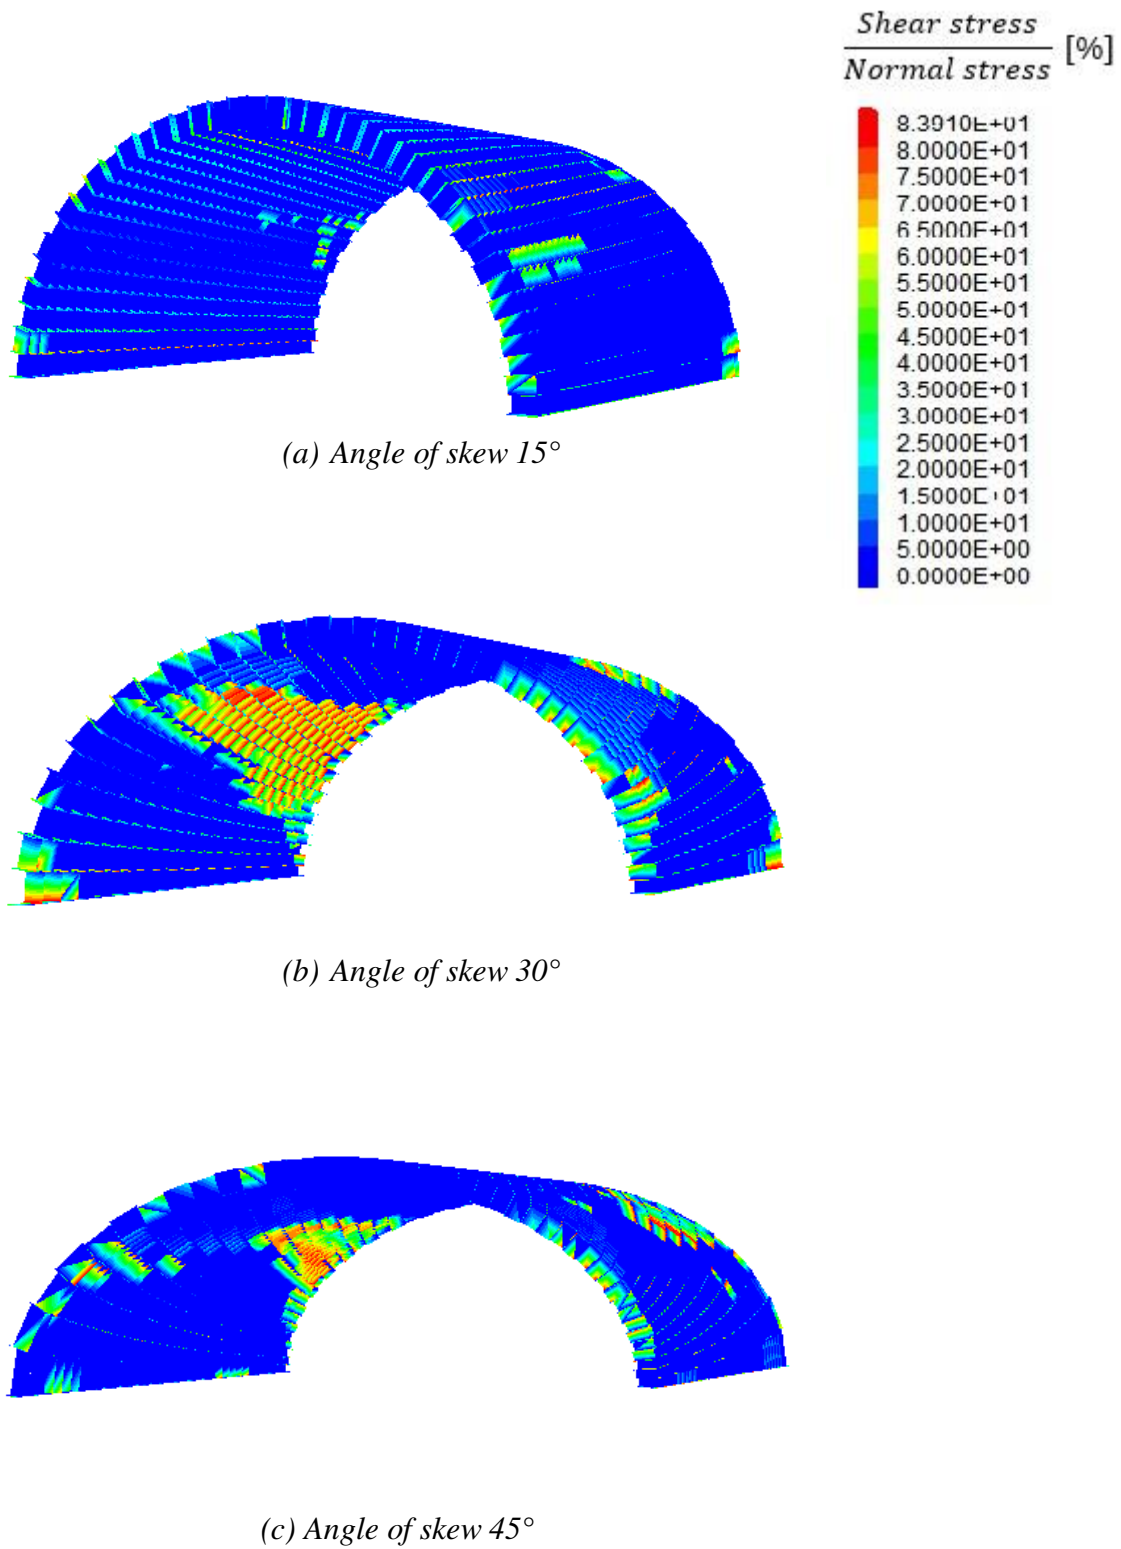 Shear stress
Normal stress [%]
8.3910E+01
8.0000E+01
7.5000E+01
7.0000E+01
6 5000E+01
6.0000E+01
5.5000E+01
5.0000E+01
4.5000E+01
4.0000E+01
3.5000E+01
3.0000E+01
2.5000E+01
2.0000E+01
1.5000E+01
1.0000E+01
5.0000E+00
0.0000E+00
(a) Angle of skew 15°
(b) Angle of skew 30°
(c) Angle of skew 45°